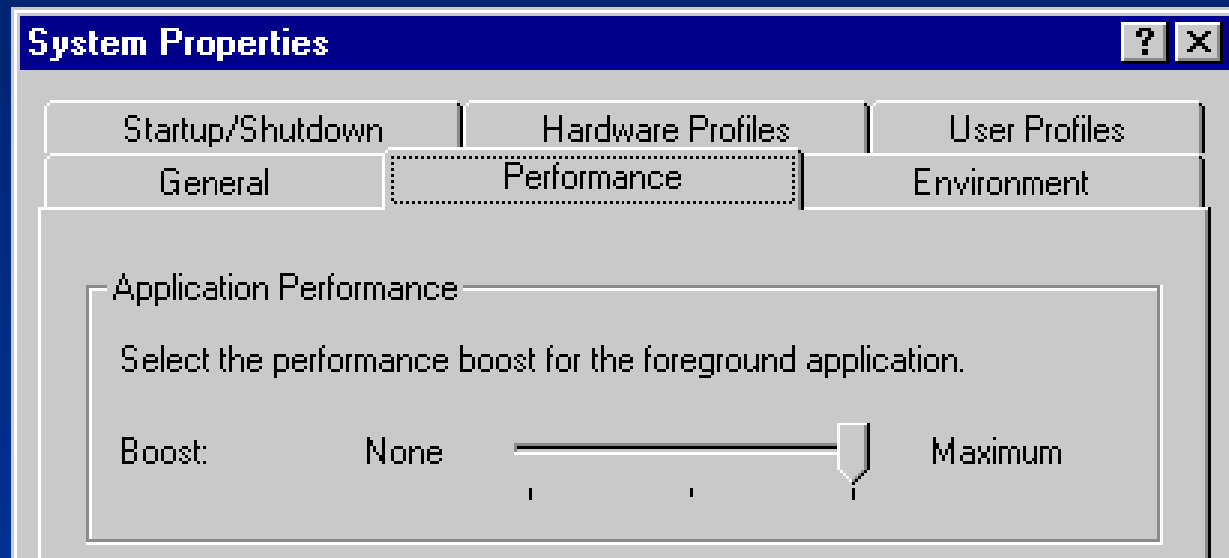 System Properties
Startup/Shutdown Hardware Profiles User Profiles
General Performance Environment
Application Performance
Select the performance boost for the foreground application.
Boost: None Maximum